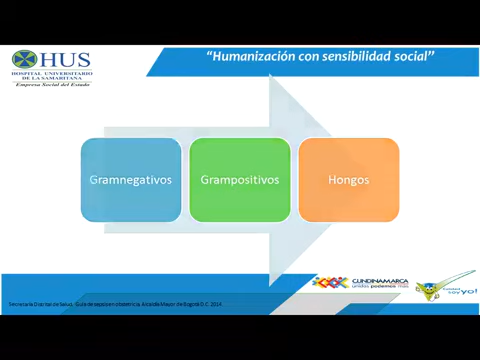 "Humanización con sensibilidad social"
HUS
HOSPITAL UNIVERSITARIO
DE LA SAMARITANA
Empresa Social del Estado
Gramnegativos
Grampositivos
Hongos
CUNDINAMARCA
unidos podemos más
soy yo!
Secretaría Distrital de Salud. Guía de sepsis en obstetricia. Alcaldía Mayor de Bogotá D.C. 2014